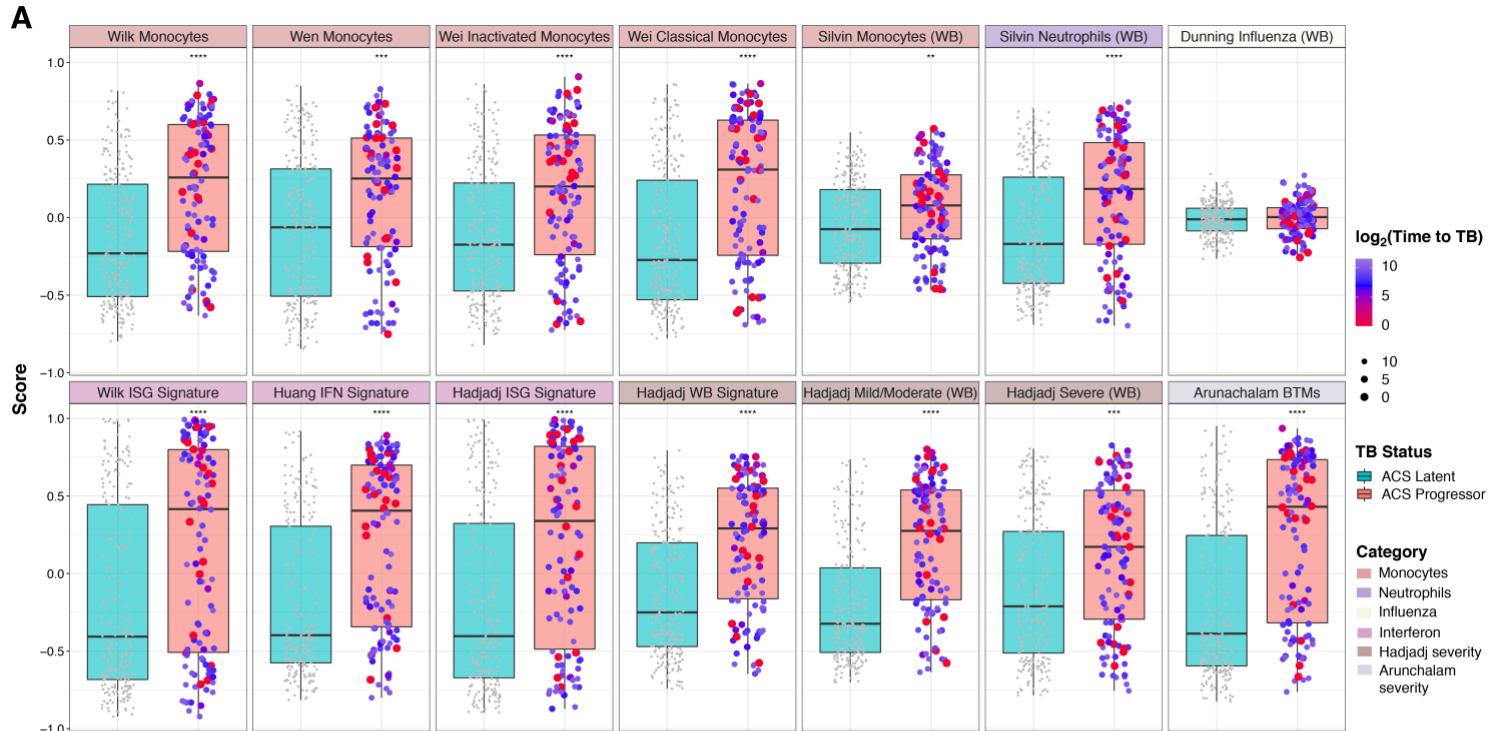 A
Wilk Monocytes
Wen Monocytes
Wei Inactivated Monocytes
Wei Classical Monocytes
Silvin Monocytes (WB)
Silvin Neutrophils (WB)
Dunning Influenza (WB)
****
***
****
****
**
****
1.0
0.5
0.0
−0.5
−1.0
Score
Wilk ISG Signature
Huang IFN Signature
Hadjadj ISG Signature
Hadjadj WB Signature
Hadjadj Mild/Moderate (WB)
Hadjadj Severe (WB)
Arunachalam BTMs
****
****
****
****
****
***
****
1.0
0.5
0.0
−0.5
−1.0
log2(Time to TB)
10
5
0
10
5
0
TB Status
ACS Latent
ACS Progressor
Category
Monocytes
Neutrophils
Influenza
Interferon
Hadjadj severity
Arunchalam
severity